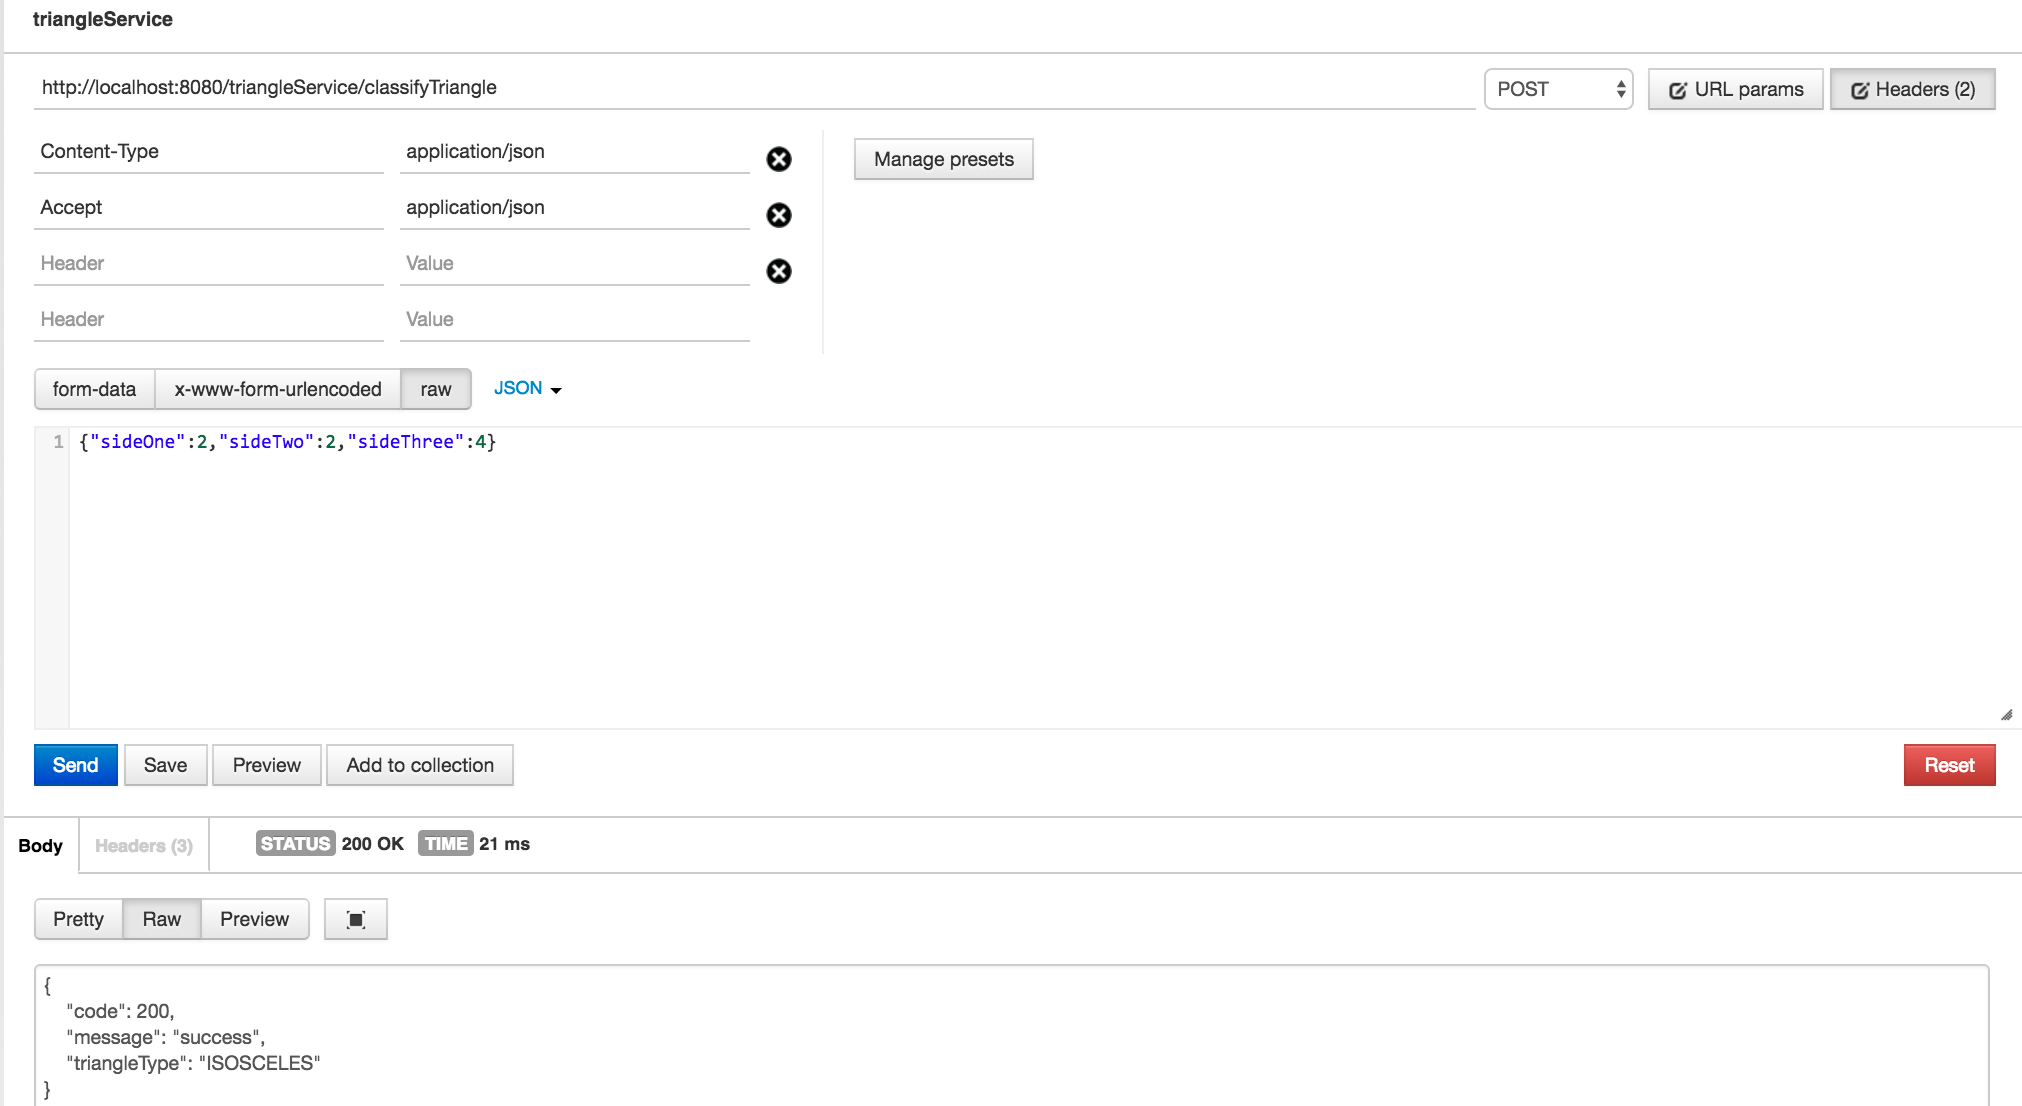 triangleService
http://localhost:8080/triangleService/classifyTriangle POST URL params Headers (2)
Content-Type application/json Manage presets
Accept application/json
Header Value
Header Value
form-data x-www-form-urlencoded raw JSON
1 {"sideOne":2,"sideTwo":2,"sideThree":4}
Send Save Preview Add to collection Reset
Body Headers (3) STATUS 200 OK TIME 21 ms
Pretty Raw Preview
{
"code": 200,
"message": "success",
"triangleType": "ISOSCELES"
}